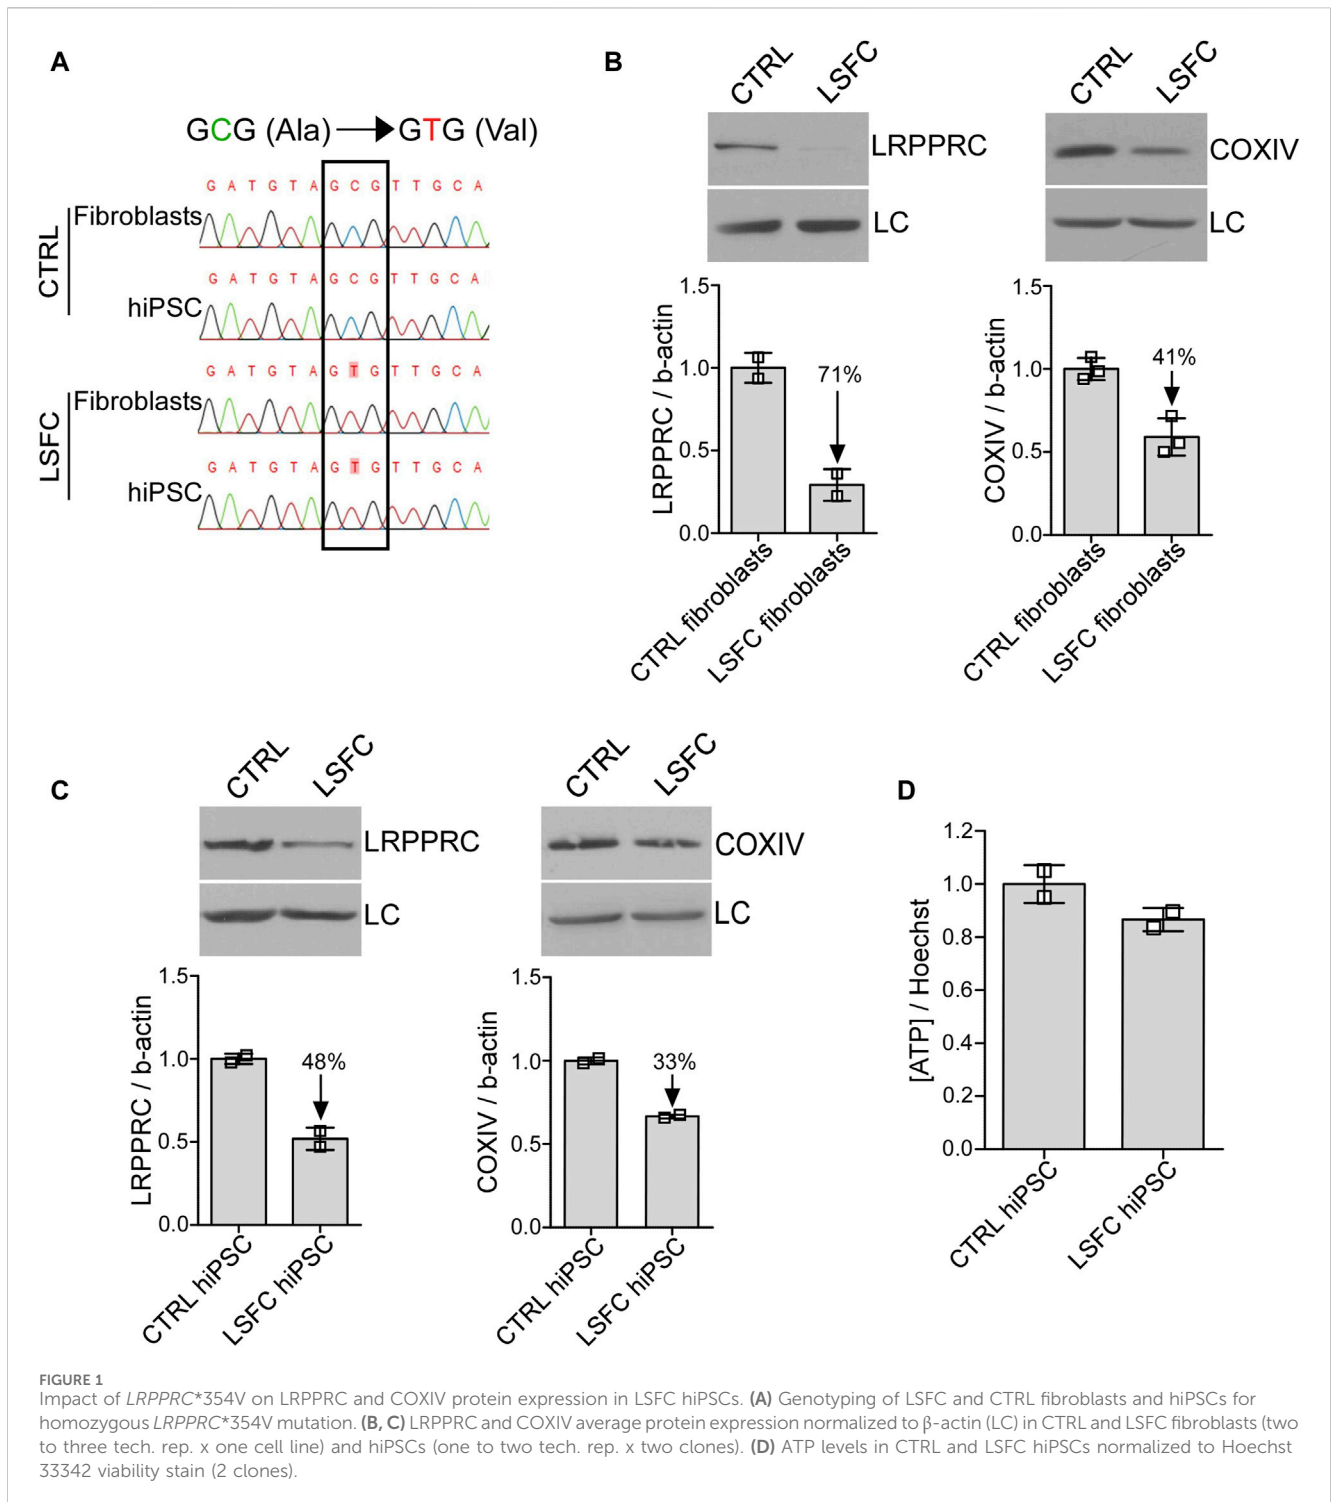 A
GCG (Ala) GTG (Val)
CTRL
Fibroblasts
G A T G T A G C G T T G C A
hiPSC
G A T G T A G C G T T G C A
LSFC
Fibroblasts
G A T G T A G T G T T G C A
hiPSC
G A T G T A G T G T T G C A
B
CTRL LSFC
LRPPRC
LC
LRPPRC / b-actin
1.5
1.0
0.5
0.0
71%
CTRL fibroblasts
LSFC fibroblasts
CTRL LSFC
COXIV
LC
COXIV / b-actin
1.5
1.0
0.5
0.0
41%
CTRL fibroblasts
LSFC fibroblasts
C
CTRL LSFC
LRPPRC
LC
LRPPRC / b-actin
1.5
1.0
0.5
0.0
48%
CTRL hiPSC
LSFC hiPSC
CTRL LSFC
COXIV
LC
COXIV / b-actin
1.5
1.0
0.5
0.0
33%
CTRL hiPSC
LSFC hiPSC
D
[ATP] / Hoechst
1.2
1.0
0.8
0.6
0.4
0.2
0.0
CTRL hiPSC
LSFC hiPSC
FIGURE 1
Impact of LRPPRC*354V on LRPPRC and COXIV protein expression in LSFC hiPSCs. (A) Genotyping of LSFC and CTRL fibroblasts and hiPSCs for
homozygous LRPPRC*354V mutation. (B, C) LRPPRC and COXIV average protein expression normalized to β-actin (LC) in CTRL and LSFC fibroblasts (two
to three tech. rep. x one cell line) and hiPSCs (one to two tech. rep. x two clones). (D) ATP levels in CTRL and LSFC hiPSCs normalized to Hoechst
33342 viability stain (2 clones).